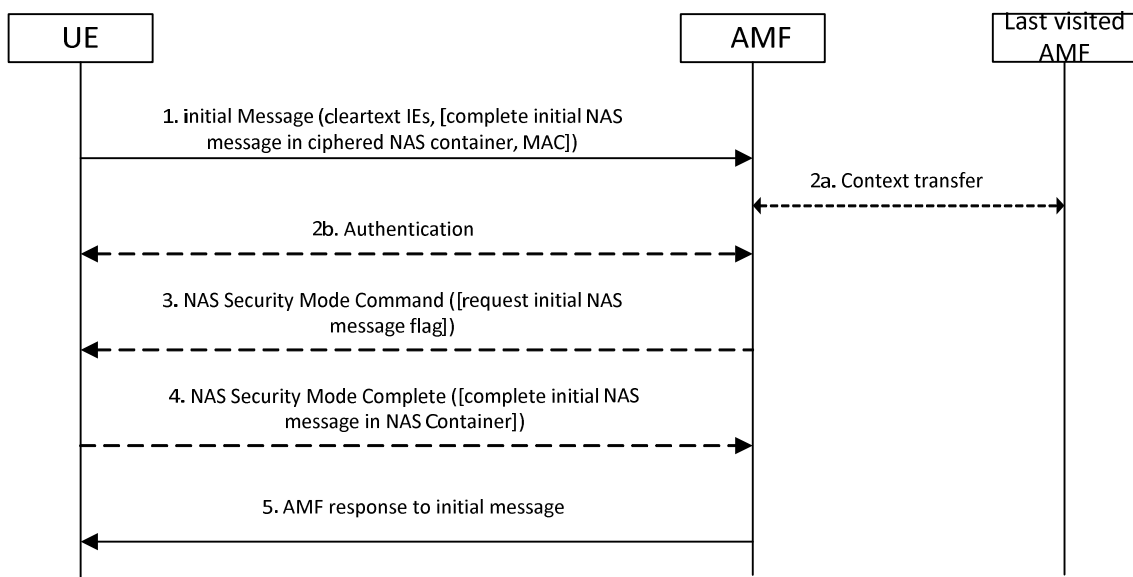 UE
AMF
Last visited
AMF
1. initial Message (cleartext IEs, [complete initial NAS
message in ciphered NAS container, MAC])
2a. Context transfer
2b. Authentication
3. NAS Security Mode Command ([request initial NAS
message flag])
4. NAS Security Mode Complete ([complete initial NAS
message in NAS Container])
5. AMF response to initial message